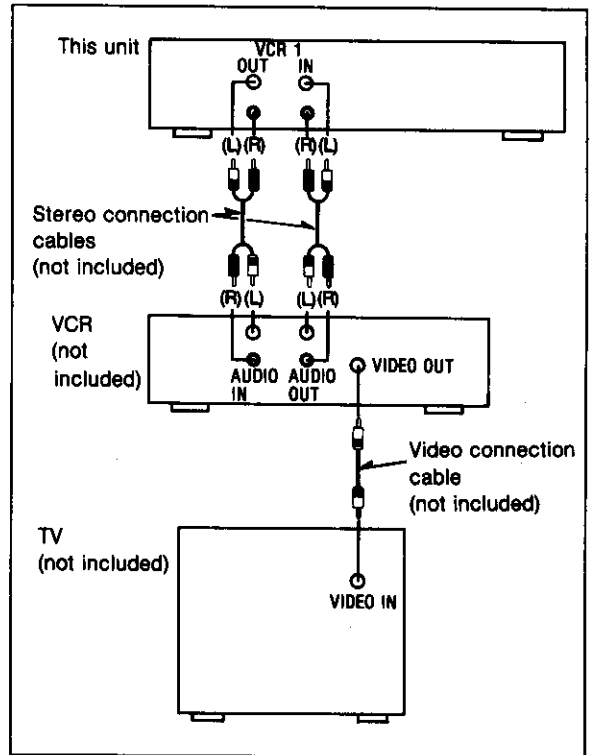 This unit
VCR 1
OUT IN
(L) (R) (R) (L)
Stereo connection
cables
(not included)
(R) (L) (L) (R)
VCR
(not
included)
AUDIO
IN
AUDIO
OUT
VIDEO OUT
Video connection
cable
(not included)
TV
(not included)
VIDEO IN